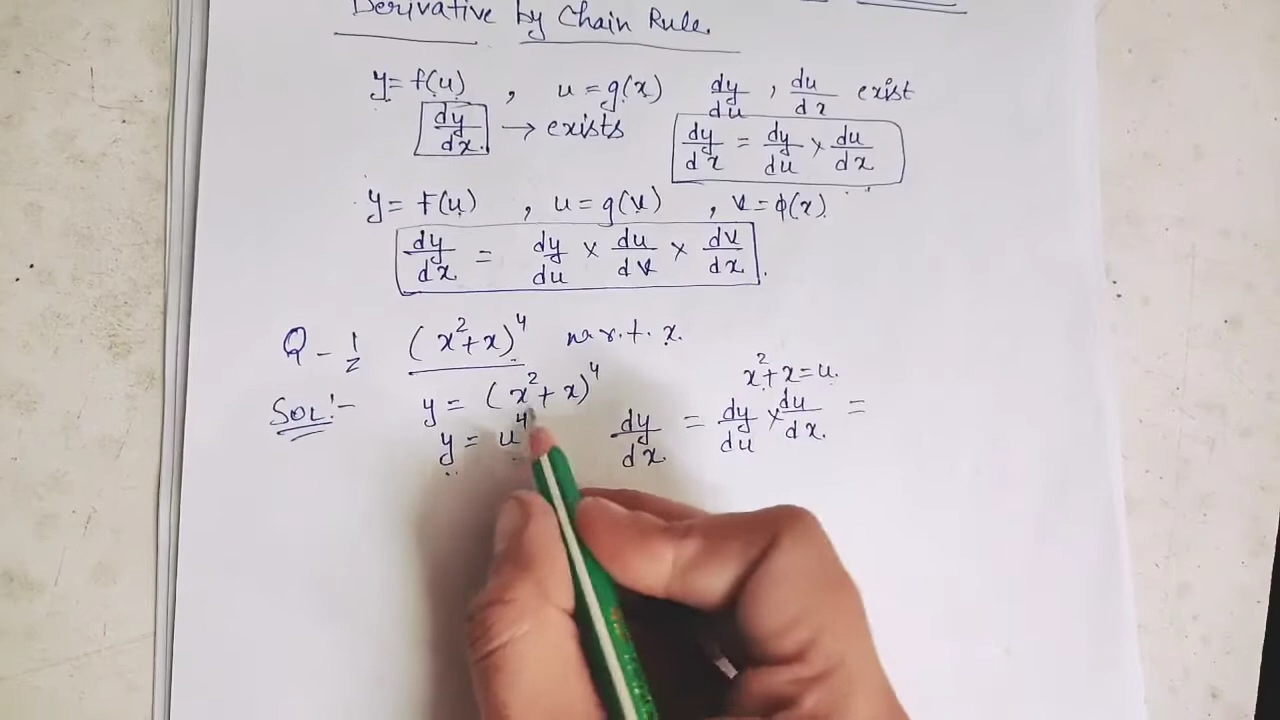 Derivative by Chain Rule.
y = f(u) , u = g(x) dy/du , du/dx exist
dy/dx → exists dy/dx = dy/du × du/dx
y = F(u) , u = g(v) , v = φ(x)
dy/dx = dy/du × du/dv × dv/dx.
Q - 1/2 (x²+x)⁴ w.r.t. x.
x²+x = u.
Sol:- y = (x²+x)⁴
y = u⁴ dy/dx = dy/du × du/dx. =